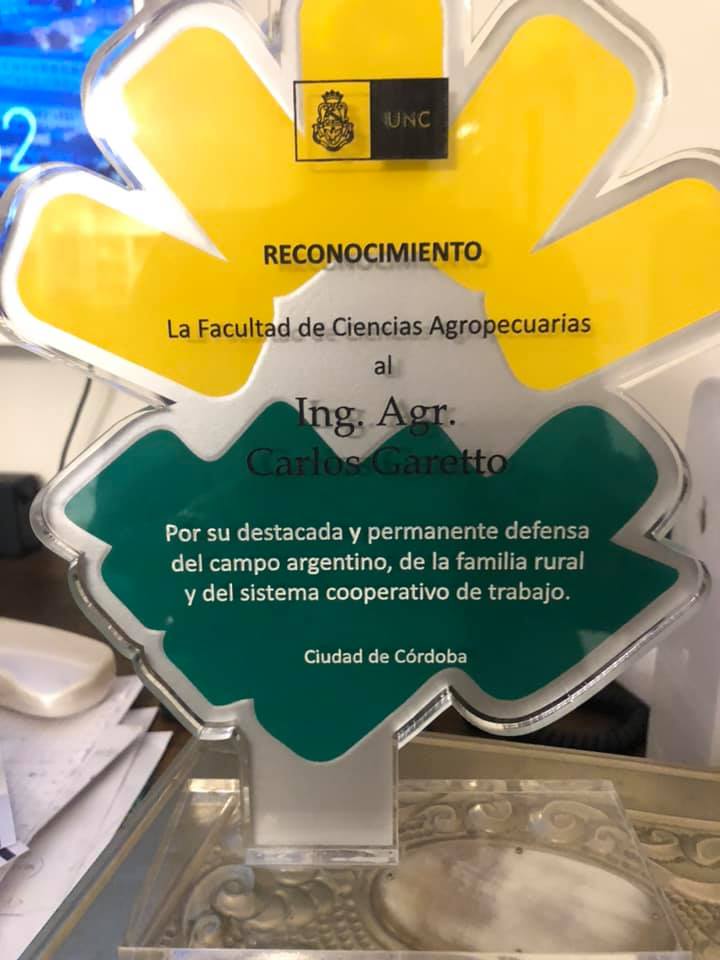 UNC
RECONOCIMIENTO
La Facultad de Ciencias Agropecuarias
al
Ing. Agr.
Carlos Garetto
Por su destacada y permanente defensa
del campo argentino, de la familia rural
y del sistema cooperativo de trabajo.
Ciudad de Córdoba